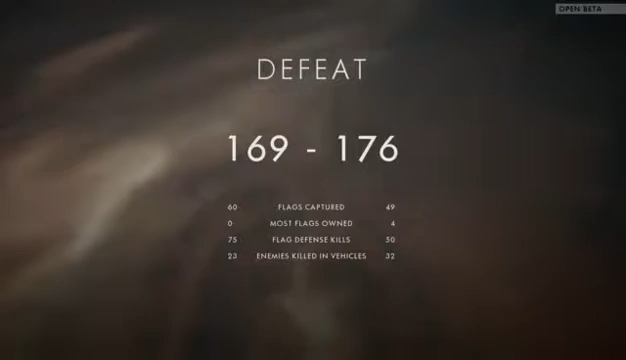 OPEN BETA
DEFEAT
169 - 176
60 FLAGS CAPTURED 49
0 MOST FLAGS OWNED 4
75 FLAG DEFENSE KILLS 50
23 ENEMIES KILLED IN VEHICLES 32